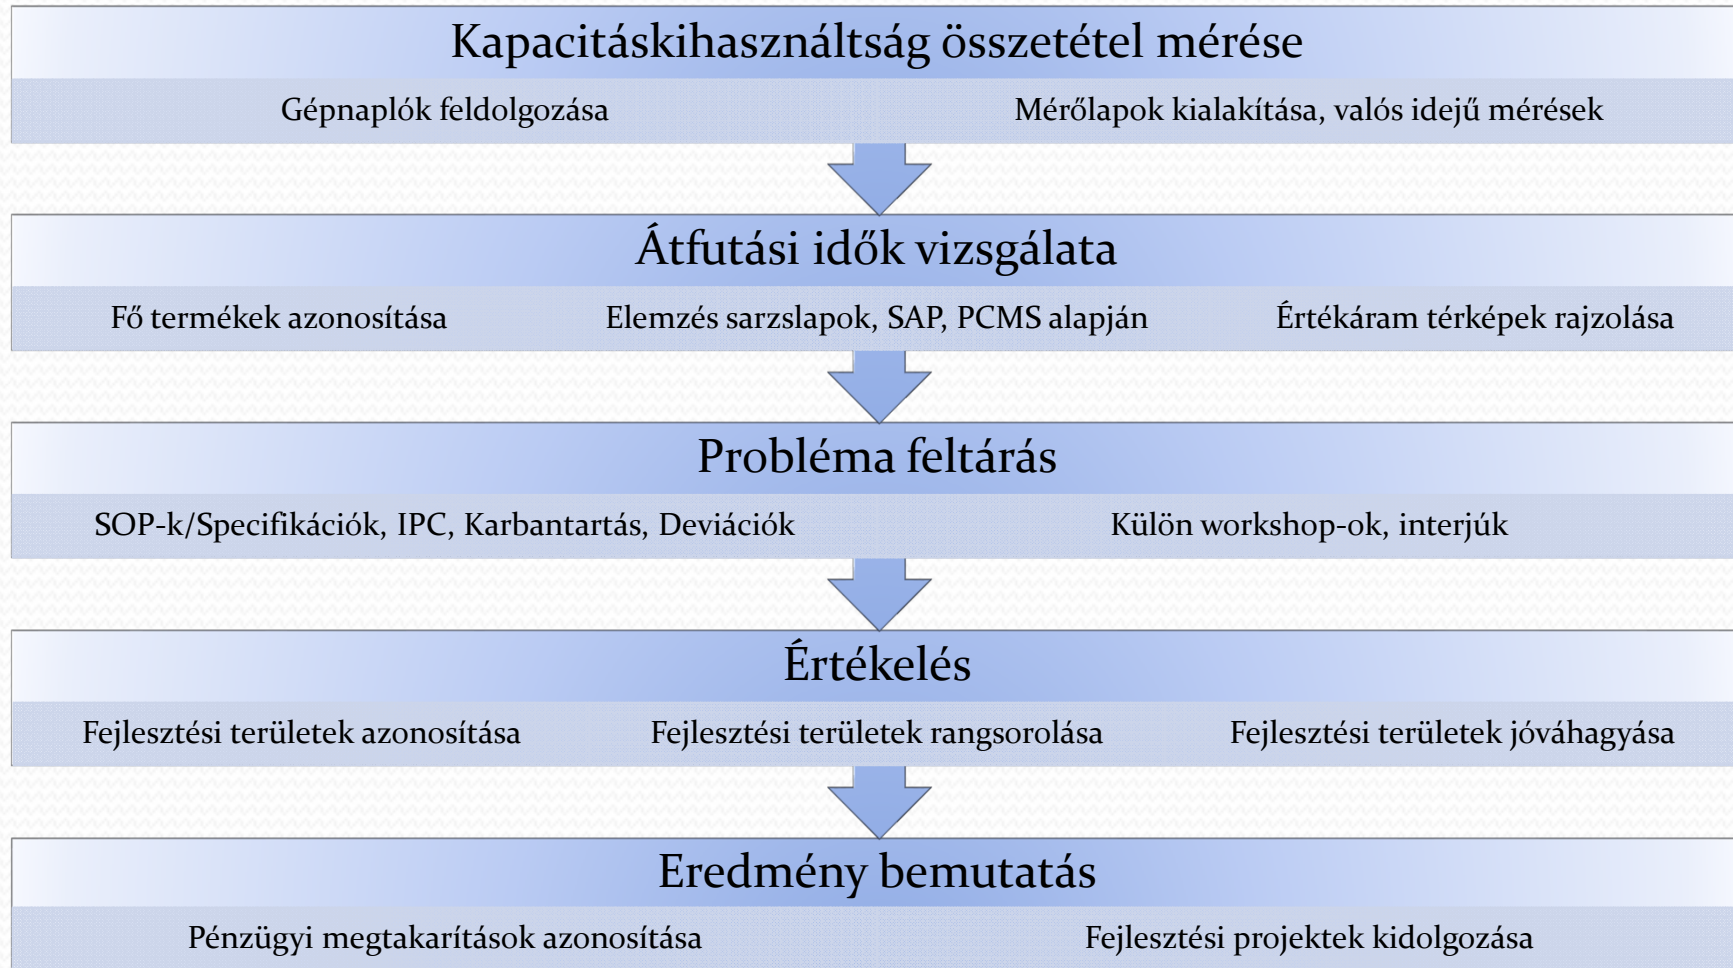 Kapacitáskihasználtság összetétel mérése
Gépnaplók feldolgozása
Mérőlapok kialakítása, valós idejű mérések
Átfutási idők vizsgálata
Fő termékek azonosítása
Elemzés sarzslapok, SAP, PCMS alapján
Értékáram térképek rajzolása
Probléma feltárás
SOP-k/Specifikációk, IPC, Karbantartás, Deviációk
Külön workshop-ok, interjúk
Értékelés
Fejlesztési területek azonosítása
Fejlesztési területek rangsorolása
Fejlesztési területek jóváhagyása
Eredmény bemutatás
Pénzügyi megtakarítások azonosítása
Fejlesztési projektek kidolgozása